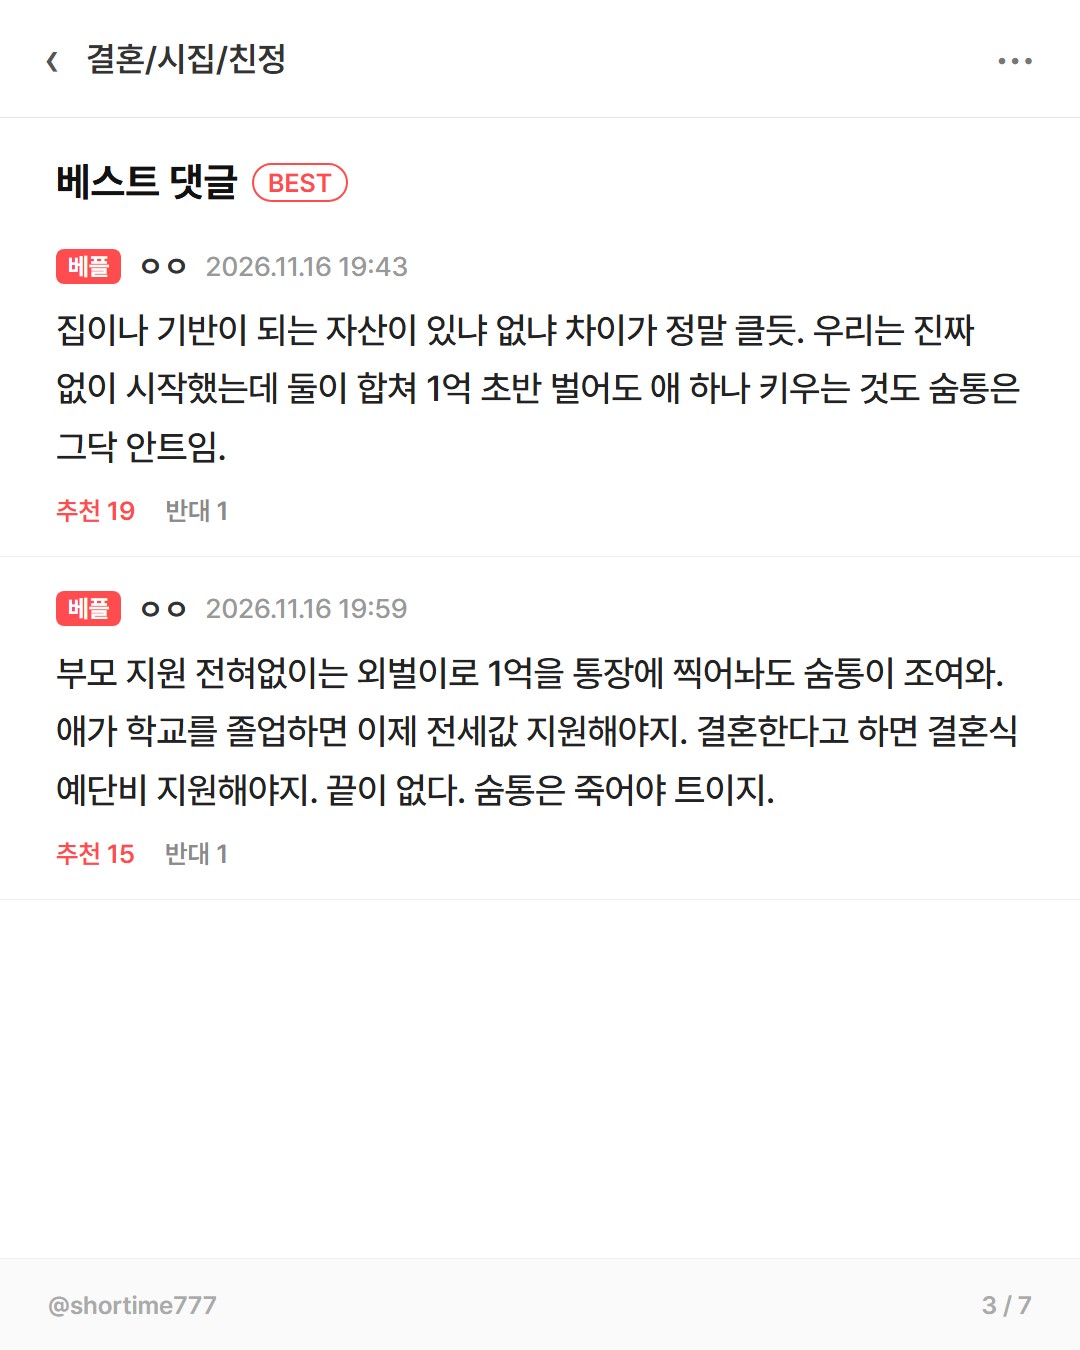 결혼/시집/친정
베스트 댓글 BEST
베플 ㅇㅇ 2026.11.16 19:43
집이나 기반이 되는 자산이 있냐 없냐 차이가 정말 클듯. 우리는 진짜
없이 시작했는데 둘이 합쳐 1억 초반 벌어도 애 하나 키우는 것도 숨통은
그닥 안트임.
추천 19 반대 1
베플 ㅇㅇ 2026.11.16 19:59
부모 지원 전혀없이는 외벌이로 1억을 통장에 찍어놔도 숨통이 조여와.
애가 학교를 졸업하면 이제 전세값 지원해야지. 결혼한다고 하면 결혼식
예단비 지원해야지. 끝이 없다. 숨통은 죽어야 트이지.
추천 15 반대 1
@shortime777 3 / 7